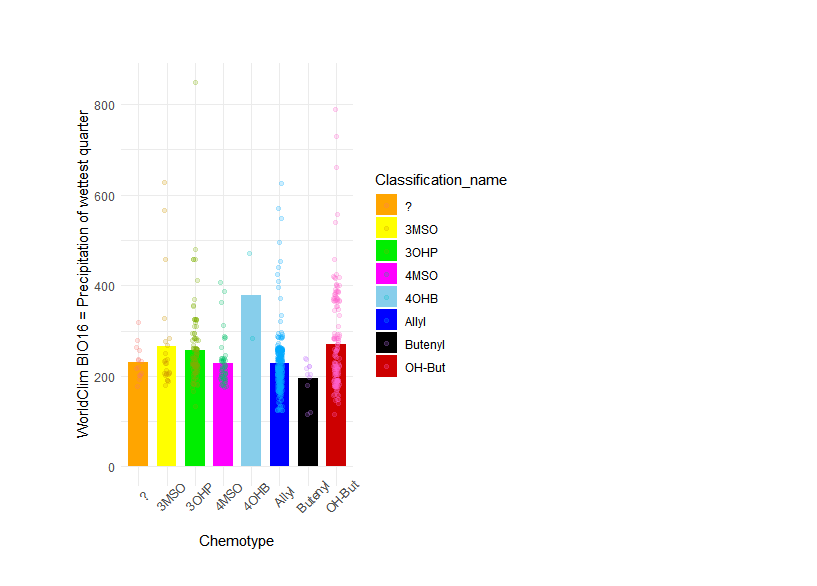 WorldClim BIO16 = Precipitation of wettest quarter
800
600
400
200
0
?
3MSO
3OHP
4MSO
4OHB
Allyl
Butenyl
OH-But
Chemotype
Classification_name
?
3MSO
3OHP
4MSO
4OHB
Allyl
Butenyl
OH-But